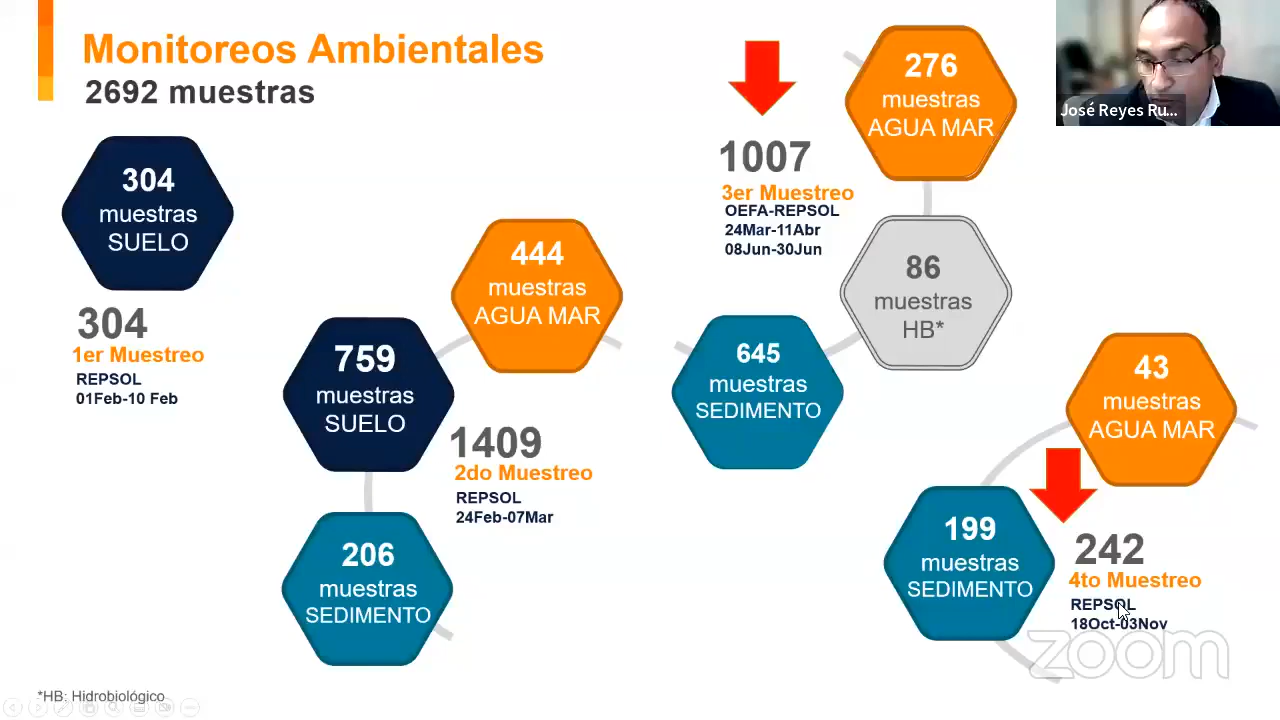 Monitoreos Ambientales
2692 muestras
304
muestras
SUELO
304
1er Muestreo
REPSOL
01Feb-10 Feb
444
muestras
AGUA MAR
759
muestras
SUELO
1409
2do Muestreo
REPSOL
24Feb-07Mar
206
muestras
SEDIMENTO
276
muestras
AGUA MAR
1007
3er Muestreo
OEFA-REPSOL
24Mar-11Abr
08Jun-30Jun
86
muestras
HB*
645
muestras
SEDIMENTO
43
muestras
AGUA MAR
199
muestras
SEDIMENTO
242
4to Muestreo
REPSOL
18Oct-03Nov
*HB: Hidrobiológico
José Reyes Ru...
zoom